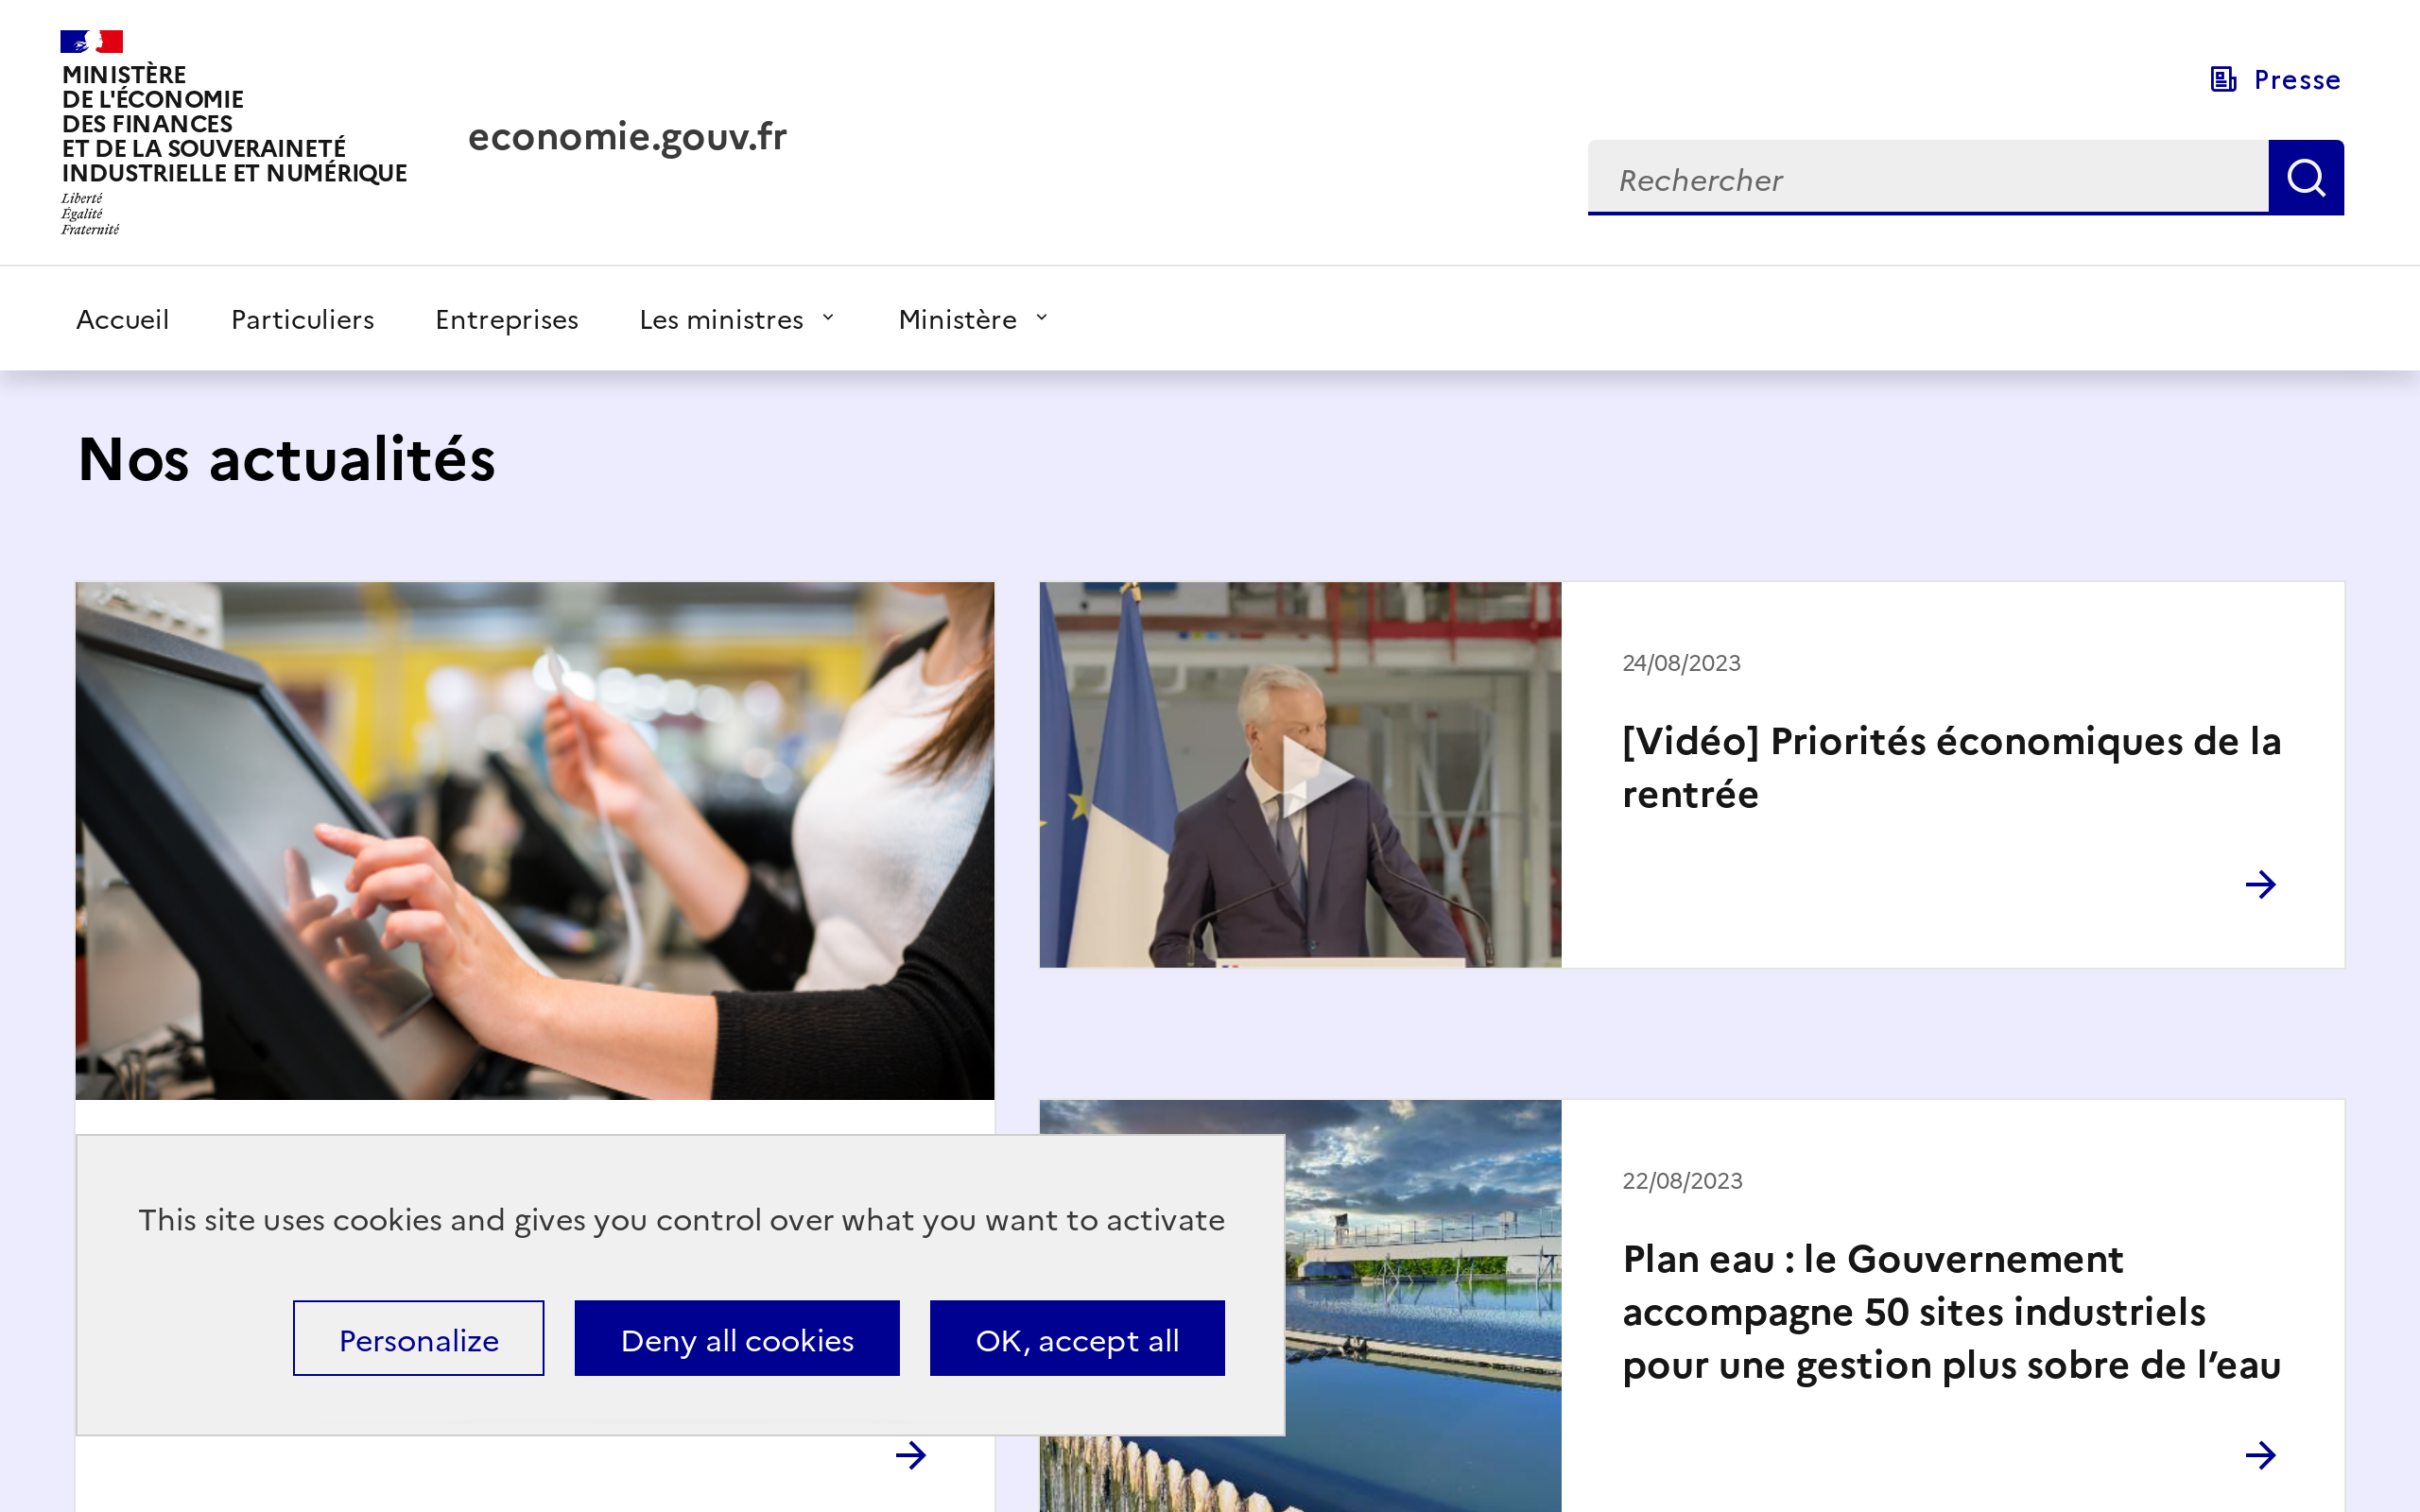 MINISTÈRE
DE L'ÉCONOMIE
DES FINANCES
ET DE LA SOUVERAINETÉ
INDUSTRIELLE ET NUMÉRIQUE
Liberté
Égalité
Fraternité
economie.gouv.fr
Presse
Rechercher
Accueil
Particuliers
Entreprises
Les ministres
Ministère
Nos actualités
24/08/2023
[Vidéo] Priorités économiques de la
rentrée
22/08/2023
Plan eau : le Gouvernement
accompagne 50 sites industriels
pour une gestion plus sobre de l’eau
This site uses cookies and gives you control over what you want to activate
Personalize
Deny all cookies
OK, accept all